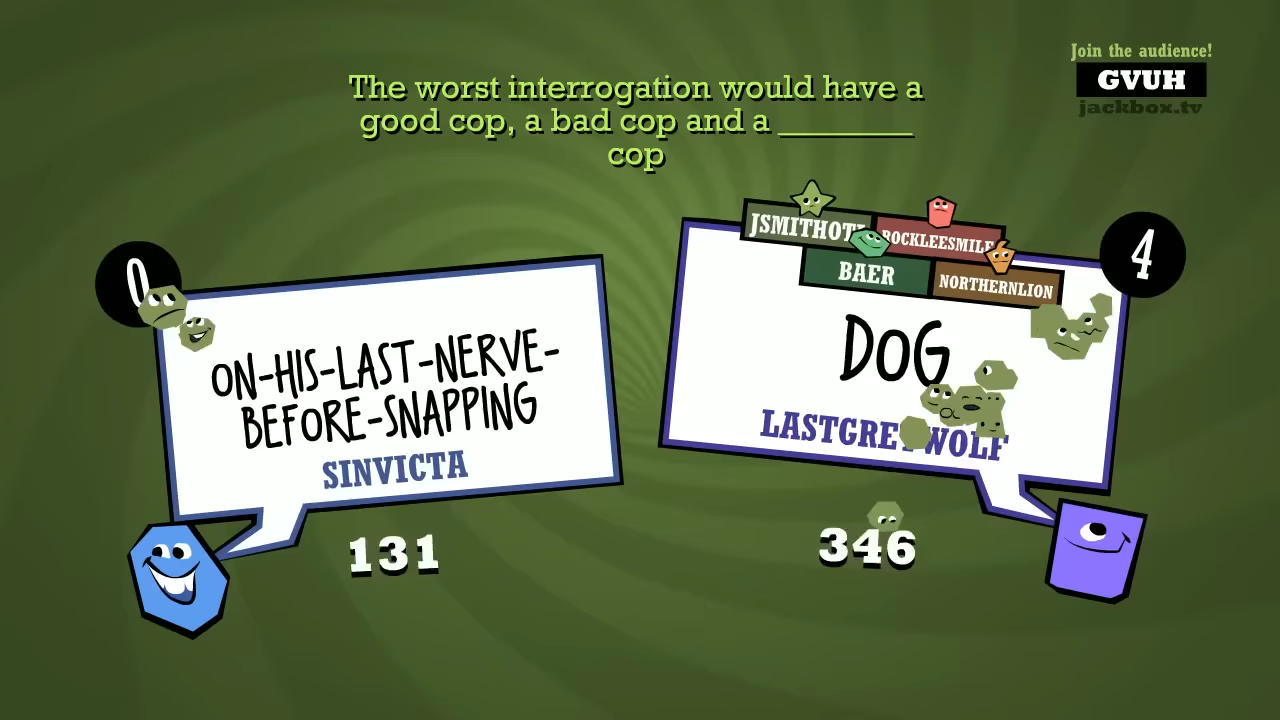 Join the audience!
GVUH
jackbox.tv
The worst interrogation would have a
good cop, a bad cop and a ________
cop
0
ON-HIS-LAST-NERVE-
BEFORE-SNAPPING
SINVICTA
131
ROCKLEESMILE
BAER
NORTHERNLION
4
DOG
346